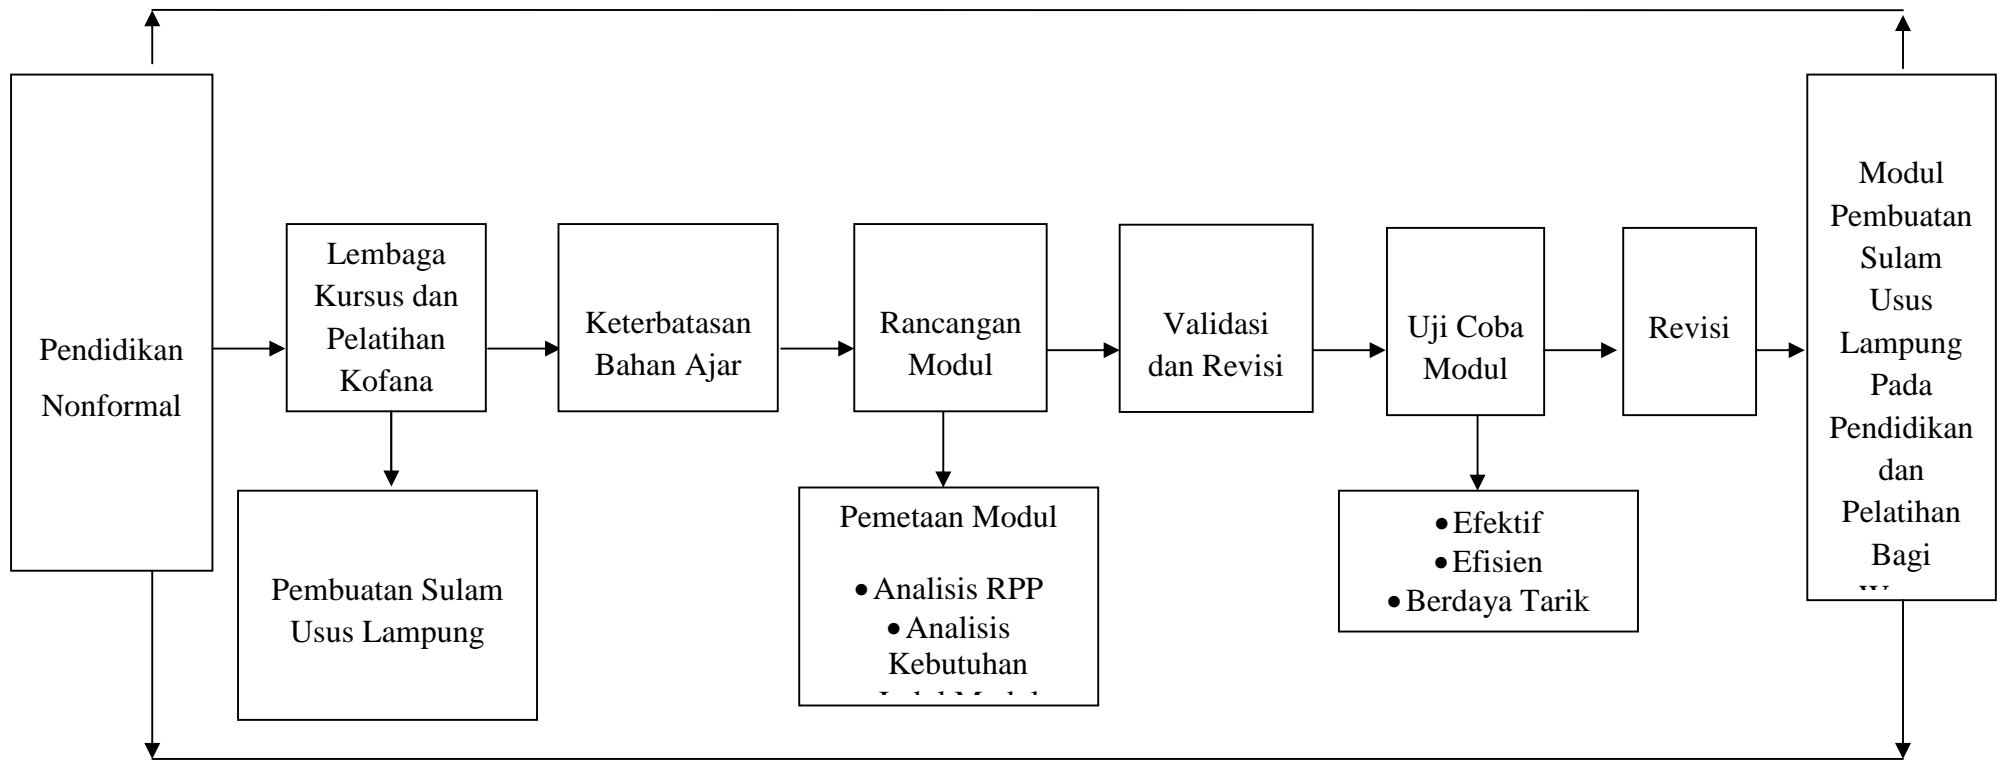 Pendidikan
Nonformal
Lembaga
Kursus dan
Pelatihan
Kofana
Pembuatan Sulam
Usus Lampung
Keterbatasan
Bahan Ajar
Rancangan
Modul
Pemetaan Modul
•Analisis RPP
•Analisis
Kebutuhan
Validasi
dan Revisi
Uji Coba
Modul
•Efektif
•Efisien
•Berdaya Tarik
Revisi
Modul
Pembuatan
Sulam
Usus
Lampung
Pada
Pendidikan
dan
Pelatihan
Bagi